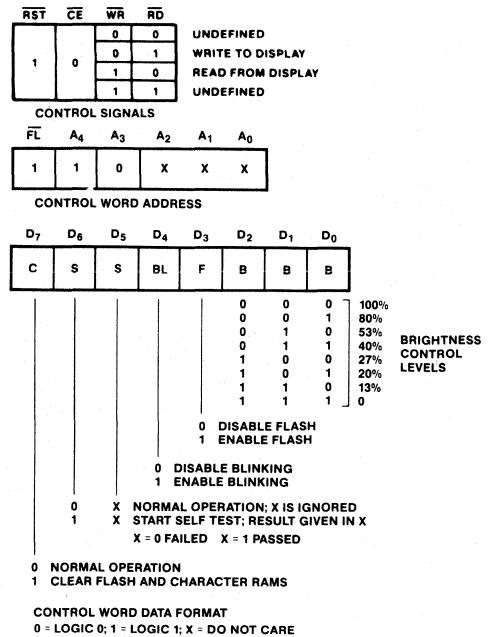 RST CE WR RD
0 0 UNDEFINED
0 1 WRITE TO DISPLAY
1 0
1 0 READ FROM DISPLAY
1 1 UNDEFINED
CONTROL SIGNALS
FL A4 A3 A2 A1 A0
1 1 0 X X X
CONTROL WORD ADDRESS
D7 D6 D5 D4 D3 D2 D1 D0
C S S BL F B B B
0 0 0 100%
0 0 1 80%
0 1 0 53%
0 1 1 40%
1 0 0 27%
1 0 1 20%
1 1 0 13%
1 1 1 0
BRIGHTNESS
CONTROL
LEVELS
0 DISABLE FLASH
1 ENABLE FLASH
0 DISABLE BLINKING
1 ENABLE BLINKING
0 X NORMAL OPERATION; X IS IGNORED
1 X START SELF TEST; RESULT GIVEN IN X
X = 0 FAILED X = 1 PASSED
0 NORMAL OPERATION
1 CLEAR FLASH AND CHARACTER RAMS
CONTROL WORD DATA FORMAT
0 = LOGIC 0; 1 = LOGIC 1; X = DO NOT CARE